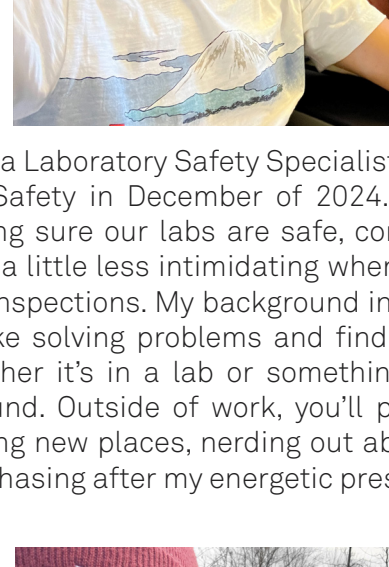 a Laboratory Safety Specialist
Safety in December of 2024.
ng sure our labs are safe, co
a little less intimidating whe
nspections. My background in
ke solving problems and find
her it's in a lab or somethin
und. Outside of work, you'll p
ng new places, nerding out ab
hasing after my energetic pres